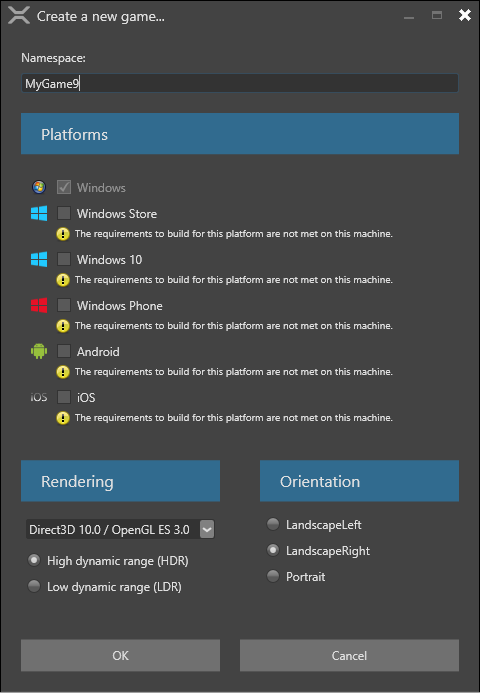 Create a new game...
Namespace:
MyGame9
Platforms
Windows
Windows Store
The requirements to build for this platform are not met on this machine.
Windows 10
The requirements to build for this platform are not met on this machine.
Windows Phone
The requirements to build for this platform are not met on this machine.
Android
The requirements to build for this platform are not met on this machine.
iOS iOS
The requirements to build for this platform are not met on this machine.
Rendering
Direct3D 10.0 / OpenGL ES 3.0
High dynamic range (HDR)
Low dynamic range (LDR)
Orientation
LandscapeLeft
LandscapeRight
Portrait
OK
Cancel